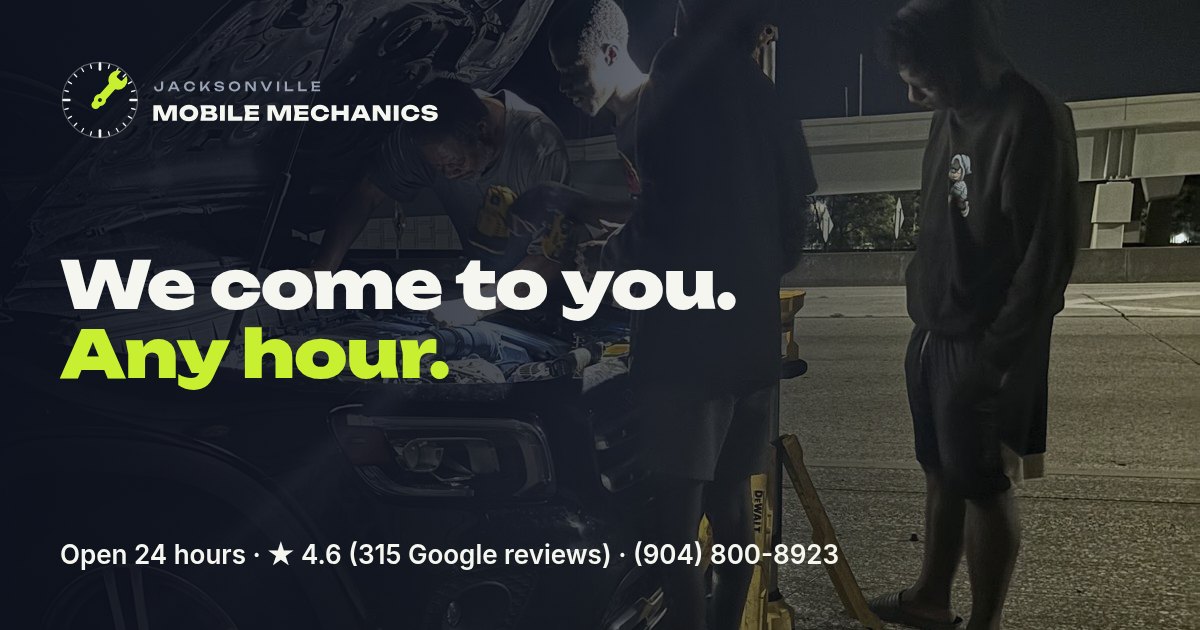 JACKSONVILLE
MOBILE MECHANICS
We come to you.
Any hour.
DEWALT
Open 24 hours · ★ 4.6 (315 Google reviews) · (904) 800-8923